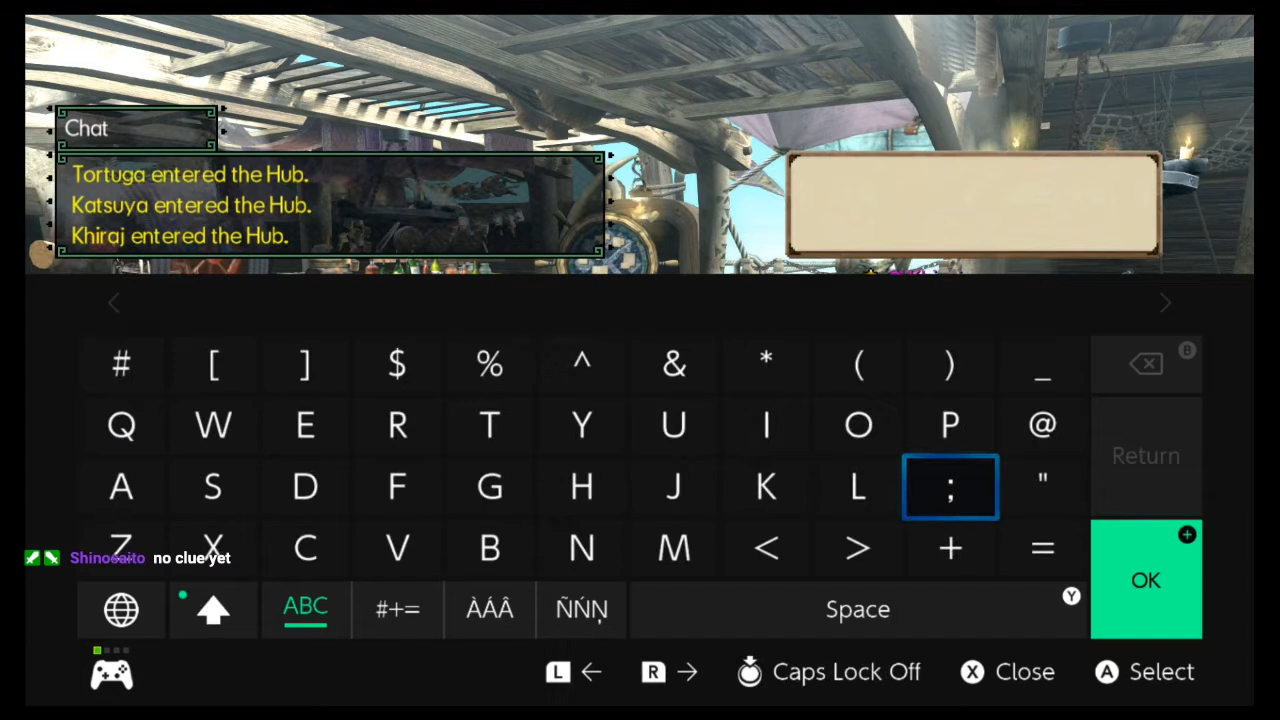 Chat
Tortuga entered the Hub.
Katsuya entered the Hub.
Khiraj entered the Hub.
# [ ] $ % ^ & * ( ) _ B
Q W E R T Y U I O P @
Return
A S D F G H J K L ; "
Z X C V B N M < > + =
Shinobaito no clue yet
OK
ABC #+= ÀÁÂ ÑŃŅ Space Y
L ← R → Caps Lock Off X Close A Select